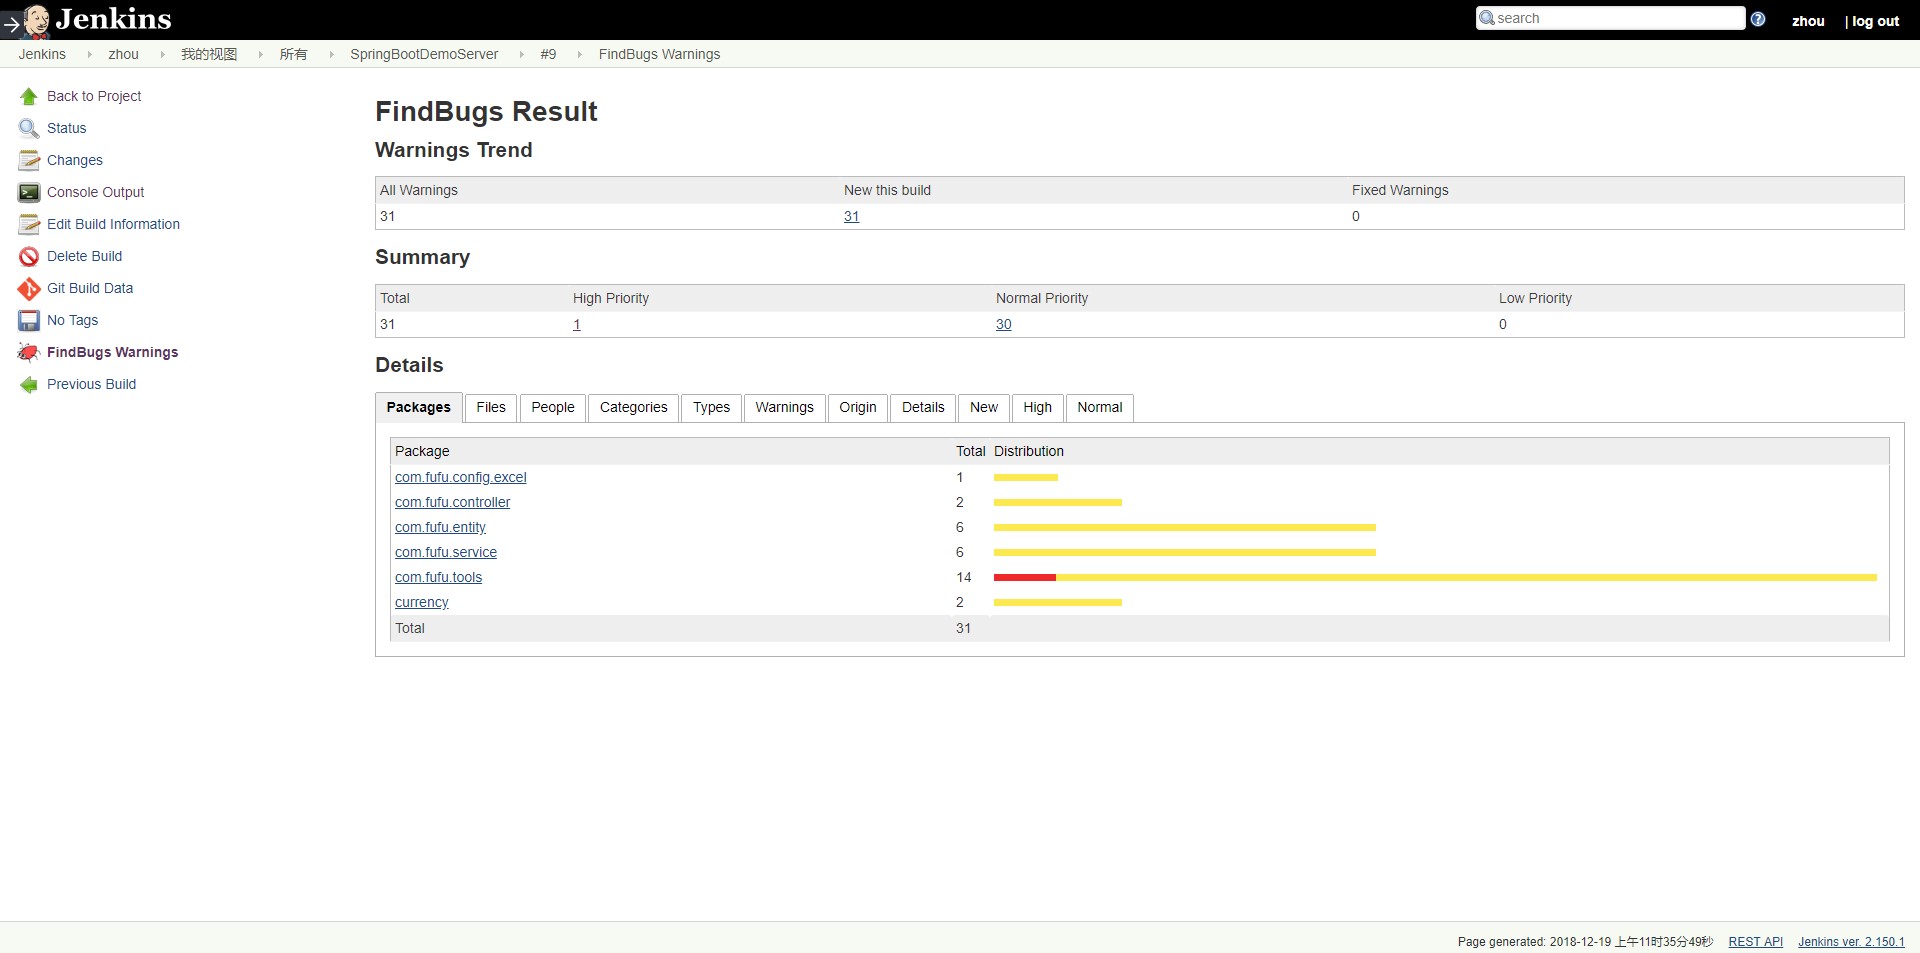 Jenkins
search
zhou | log out
Jenkins zhou 我的视图 所有 SpringBootDemoServer #9 FindBugs Warnings
Back to Project
Status
Changes
Console Output
Edit Build Information
Delete Build
Git Build Data
No Tags
FindBugs Warnings
Previous Build
FindBugs Result
Warnings Trend
All Warnings New this build Fixed Warnings
31 31 0
Summary
Total High Priority Normal Priority Low Priority
31 1 30 0
Details
Packages Files People Categories Types Warnings Origin Details New High Normal
Package Total Distribution
com.fufu.config.excel 1
com.fufu.controller 2
com.fufu.entity 6
com.fufu.service 6
com.fufu.tools 14
currency 2
Total 31
Page generated: 2018-12-19 上午11时35分49秒 REST API Jenkins ver. 2.150.1